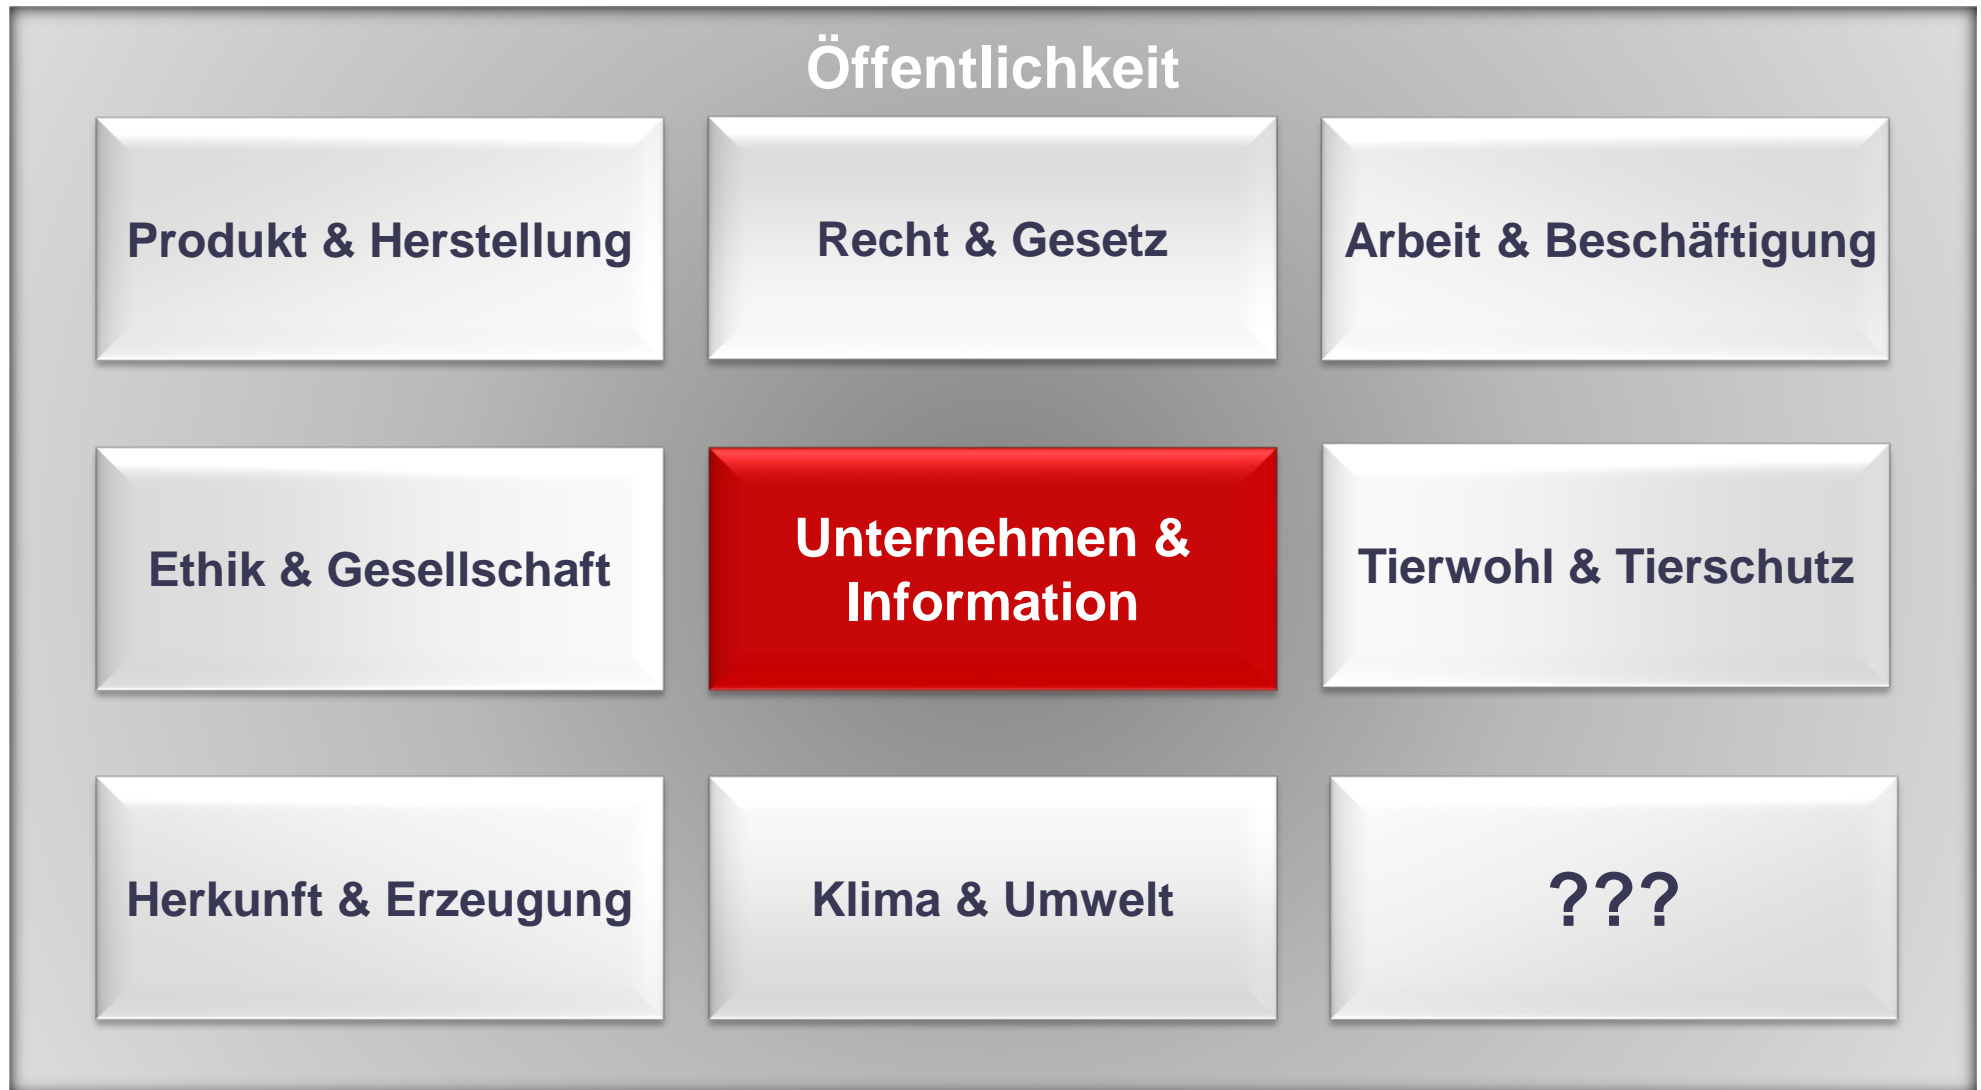 Öffentlichkeit
Produkt & Herstellung
Recht & Gesetz
Arbeit & Beschäftigung
Ethik & Gesellschaft
Unternehmen &
Information
Tierwohl & Tierschutz
Herkunft & Erzeugung
Klima & Umwelt
???